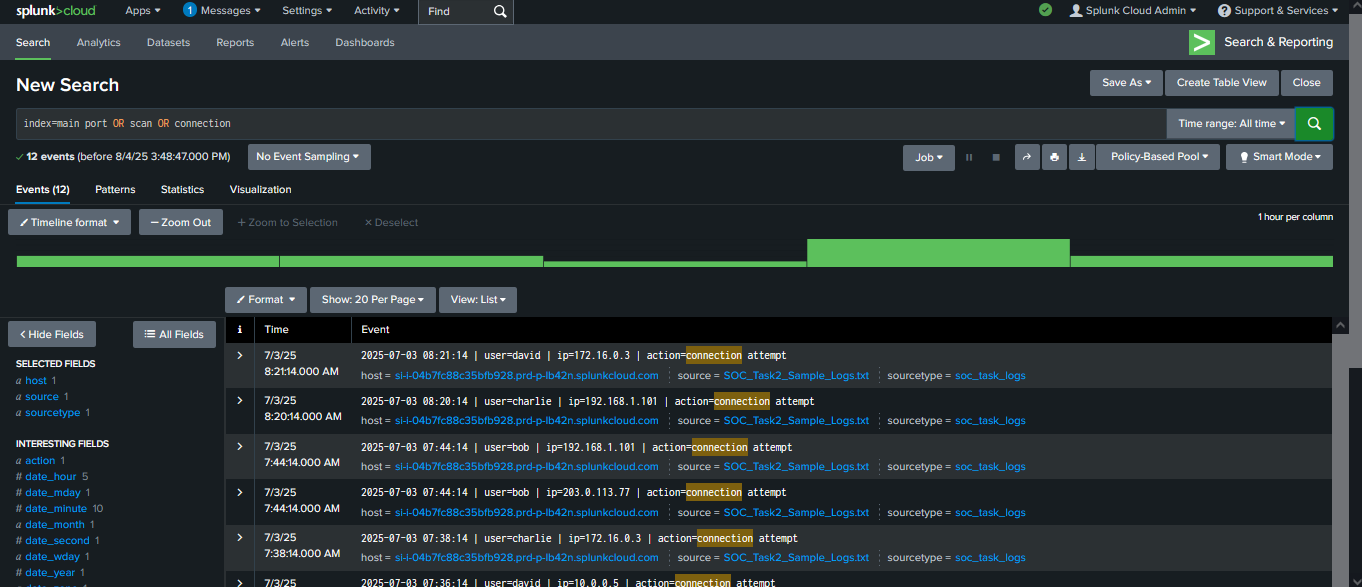 splunk>cloud Apps ▾ 1 Messages ▾ Settings ▾ Activity ▾ Find Splunk Cloud Admin ▾ ? Support & Services ▾
Search Analytics Datasets Reports Alerts Dashboards > Search & Reporting
New Search Save As ▾ Create Table View Close
index=main port OR scan OR connection Time range: All time ▾
✓ 12 events (before 8/4/25 3:48:47.000 PM) No Event Sampling ▾ Job ▾ Policy-Based Pool ▾ Smart Mode ▾
Events (12) Patterns Statistics Visualization
Timeline format ▾ — Zoom Out + Zoom to Selection × Deselect 1 hour per column
Format ▾ Show: 20 Per Page ▾ View: List ▾
< Hide Fields All Fields
SELECTED FIELDS
a host 1
a source 1
a sourcetype 1
INTERESTING FIELDS
a action 1
# date_hour 5
# date_mday 1
# date_minute 10
a date_month 1
# date_second 1
a date_wday 1
# date_year 1
i Time Event
> 7/3/25 2025-07-03 08:21:14 | user=david | ip=172.16.0.3 | action=connection attempt
8:21:14.000 AM host = si-i-04b7fc88c35bfb928.prd-p-lb42n.splunkcloud.com source = SOC_Task2_Sample_Logs.txt sourcetype = soc_task_logs
> 7/3/25 2025-07-03 08:20:14 | user=charlie | ip=192.168.1.101 | action=connection attempt
8:20:14.000 AM host = si-i-04b7fc88c35bfb928.prd-p-lb42n.splunkcloud.com source = SOC_Task2_Sample_Logs.txt sourcetype = soc_task_logs
> 7/3/25 2025-07-03 07:44:14 | user=bob | ip=192.168.1.101 | action=connection attempt
7:44:14.000 AM host = si-i-04b7fc88c35bfb928.prd-p-lb42n.splunkcloud.com source = SOC_Task2_Sample_Logs.txt sourcetype = soc_task_logs
> 7/3/25 2025-07-03 07:44:14 | user=bob | ip=203.0.113.77 | action=connection attempt
7:44:14.000 AM host = si-i-04b7fc88c35bfb928.prd-p-lb42n.splunkcloud.com source = SOC_Task2_Sample_Logs.txt sourcetype = soc_task_logs
> 7/3/25 2025-07-03 07:38:14 | user=charlie | ip=172.16.0.3 | action=connection attempt
7:38:14.000 AM host = si-i-04b7fc88c35bfb928.prd-p-lb42n.splunkcloud.com source = SOC_Task2_Sample_Logs.txt sourcetype = soc_task_logs
> 7/3/25 2025-07-03 07:36:14 | user=david | ip=10.0.0.5 | action=connection attempt